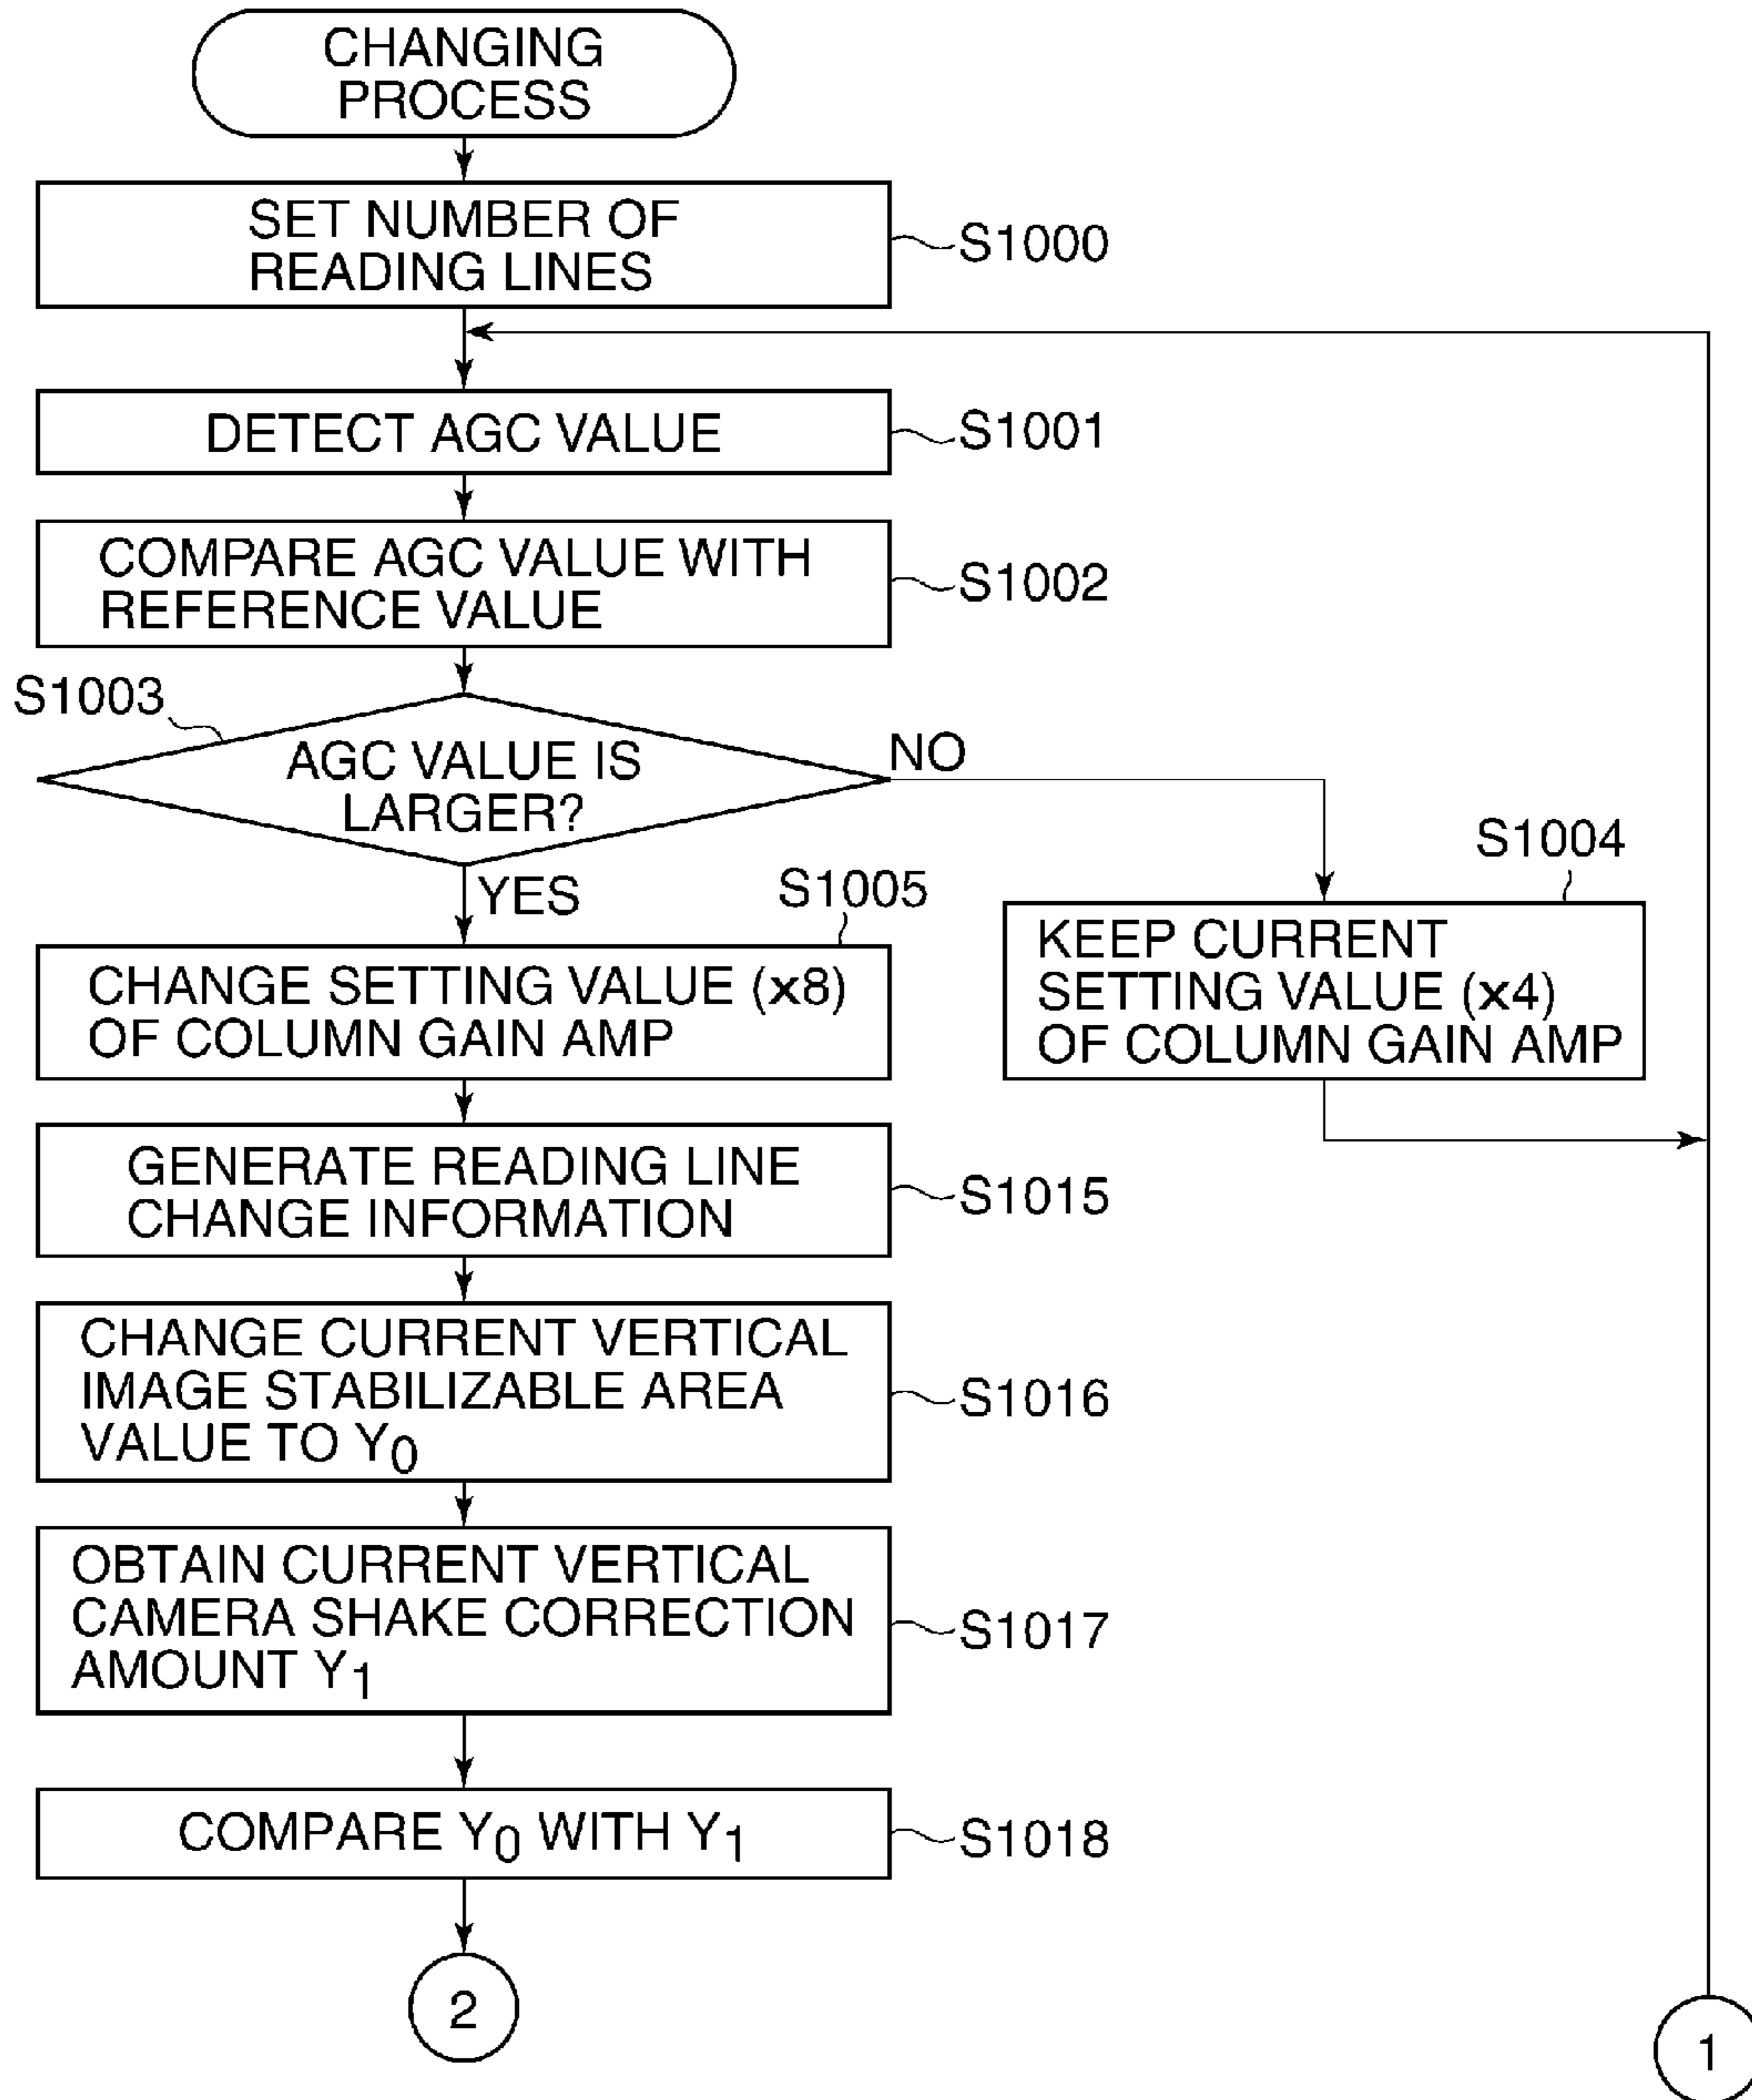 CHANGING
PROCESS
SET NUMBER OF
READING LINES
S1000
DETECT AGC VALUE
S1001
COMPARE AGC VALUE WITH
REFERENCE VALUE
S1002
S1003
AGC VALUE IS
LARGER?
NO
YES
S1004
KEEP CURRENT
SETTING VALUE (x4)
OF COLUMN GAIN AMP
S1005
CHANGE SETTING VALUE (x8)
OF COLUMN GAIN AMP
GENERATE READING LINE
CHANGE INFORMATION
S1015
CHANGE CURRENT VERTICAL
IMAGE STABILIZABLE AREA
VALUE TO Y0
S1016
OBTAIN CURRENT VERTICAL
CAMERA SHAKE CORRECTION
AMOUNT Y1
S1017
COMPARE Y0 WITH Y1
S1018
2
1